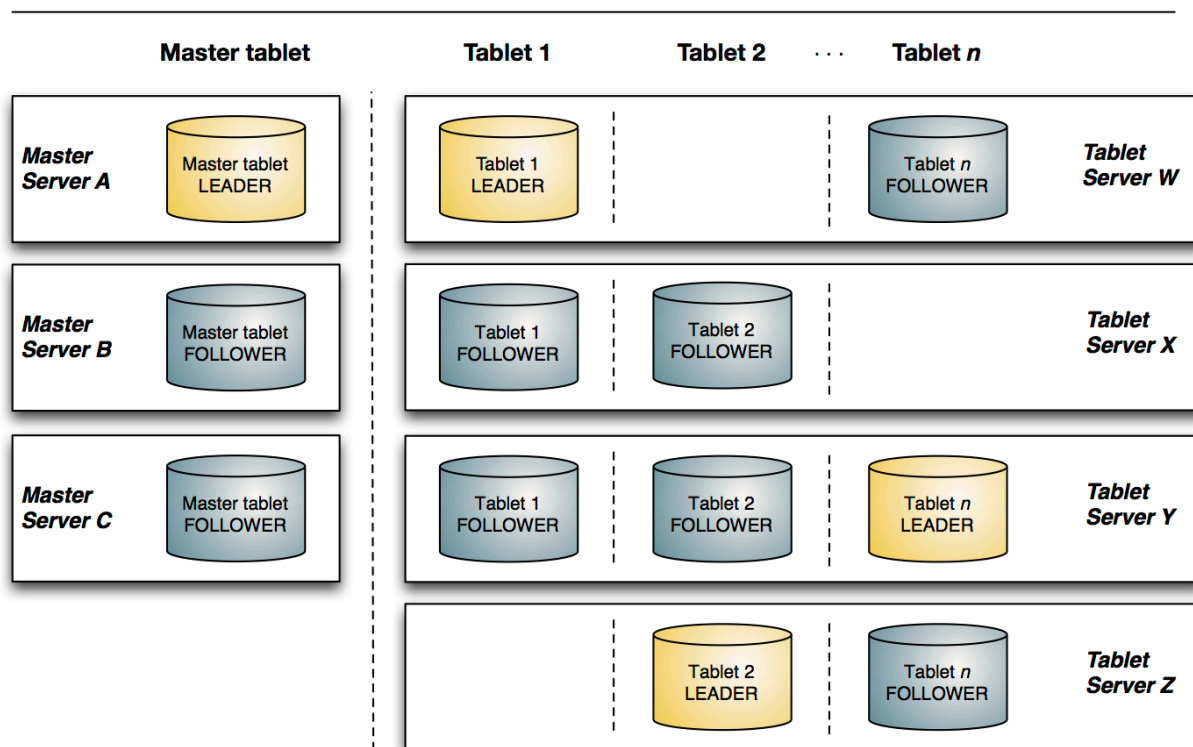 Master tablet
Tablet 1
Tablet 2
. . .
Tablet n
Master
Server A
Master tablet
LEADER
Tablet 1
LEADER
Tablet n
FOLLOWER
Tablet
Server W
Master
Server B
Master tablet
FOLLOWER
Tablet 1
FOLLOWER
Tablet 2
FOLLOWER
Tablet
Server X
Master
Server C
Master tablet
FOLLOWER
Tablet 1
FOLLOWER
Tablet 2
FOLLOWER
Tablet n
LEADER
Tablet
Server Y
Tablet 2
LEADER
Tablet n
FOLLOWER
Tablet
Server Z